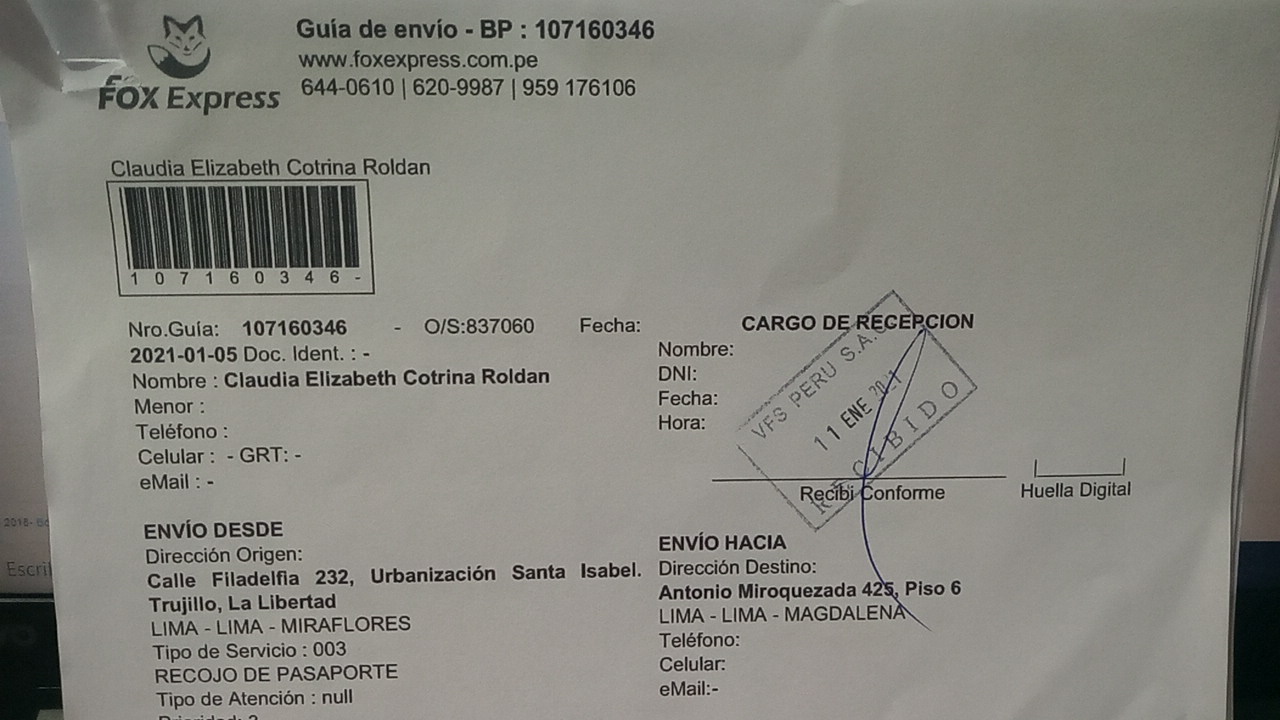 FOX Express
Guía de envío - BP : 107160346
www.foxexpress.com.pe
644-0610 | 620-9987 | 959 176106
Claudia Elizabeth Cotrina Roldan
1 0 7 1 6 0 3 4 6 -
Nro.Guía: 107160346 - O/S:837060 Fecha:
2021-01-05 Doc. Ident. : -
Nombre : Claudia Elizabeth Cotrina Roldan
Menor :
Teléfono :
Celular : - GRT: -
eMail : -
CARGO DE RECEPCION
Nombre:
DNI:
Fecha:
Hora:
VFS PERU S.A.C.
11 ENE 2021
RECIBIDO
Recibi Conforme
Huella Digital
ENVÍO DESDE
Dirección Origen:
Calle Filadelfia 232, Urbanización Santa Isabel.
Trujillo, La Libertad
LIMA - LIMA - MIRAFLORES
Tipo de Servicio : 003
RECOJO DE PASAPORTE
Tipo de Atención : null
Prioridad: 2
ENVÍO HACIA
Dirección Destino:
Antonio Miroquezada 425, Piso 6
LIMA - LIMA - MAGDALENA
Teléfono:
Celular:
eMail:-
Escri